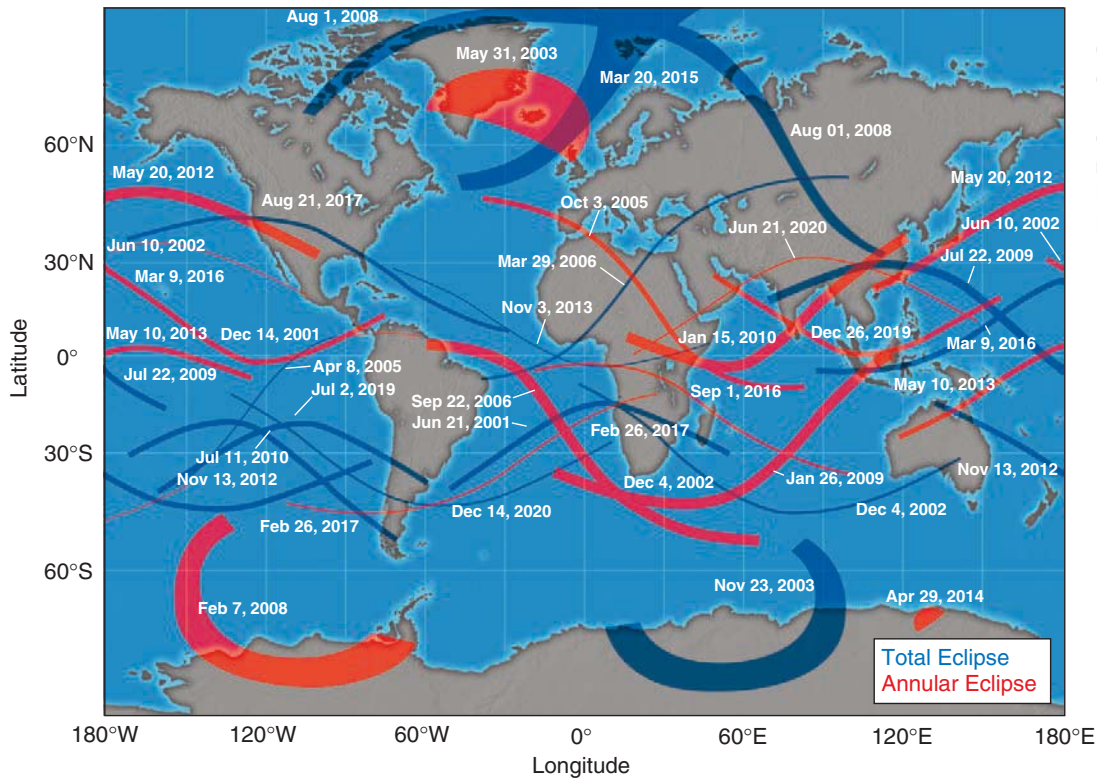 Aug 1, 2008
May 31, 2003
Mar 20, 2015
Aug 01, 2008
60°N
May 20, 2012
May 20, 2012
Aug 21, 2017
Oct 3, 2005
Jun 21, 2020
Jun 10, 2002
Jun 10, 2002
Jul 22, 2009
30°N
Mar 29, 2006
Mar 9, 2016
Nov 3, 2013
May 10, 2013
Dec 14, 2001
Jan 15, 2010
Dec 26, 2019
Mar 9, 2016
0°
Latitude
Apr 8, 2005
Jul 22, 2009
Jul 2, 2019
Sep 22, 2006
Sep 1, 2016
May 10, 2013
Jun 21, 2001
Feb 26, 2017
30°S
Jul 11, 2010
Nov 13, 2012
Nov 13, 2012
Dec 4, 2002
Jan 26, 2009
Dec 14, 2020
Dec 4, 2002
Feb 26, 2017
60°S
Feb 7, 2008
Nov 23, 2003
Apr 29, 2014
Total Eclipse
Annular Eclipse
180°W
120°W
60°W
0°
60°E
120°E
180°E
Longitude